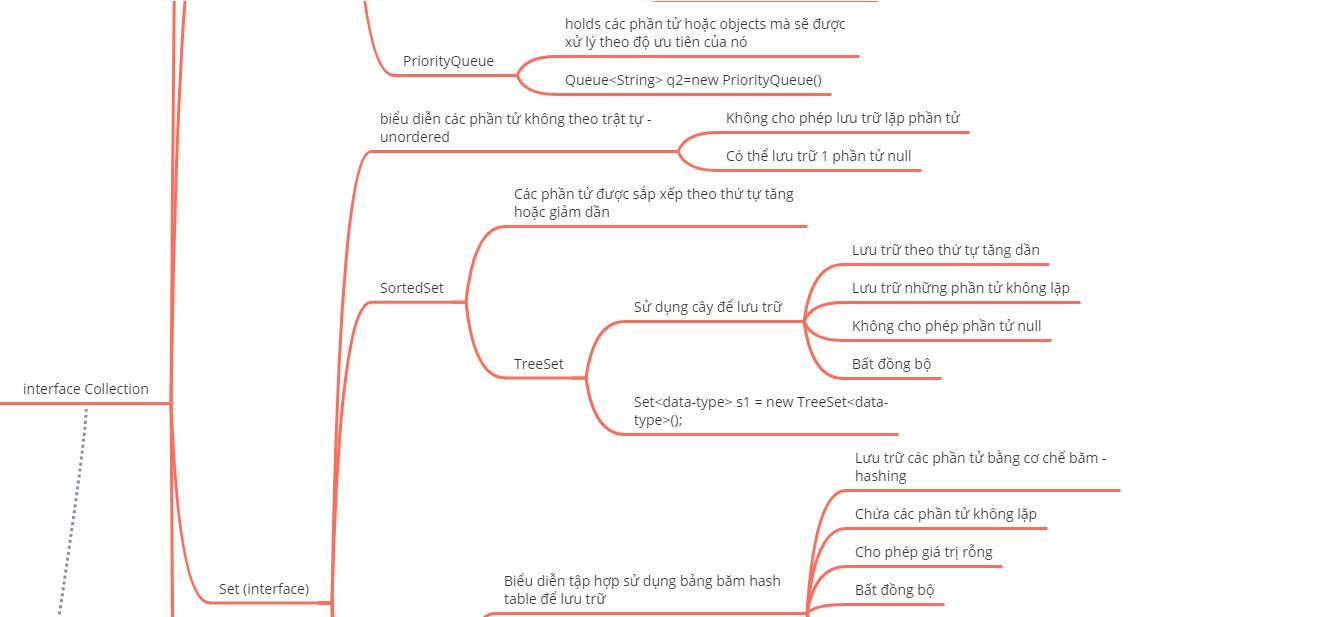 holds các phần tử hoặc objects mà sẽ được
xử lý theo độ ưu tiên của nó
PriorityQueue
Queue<String> q2=new PriorityQueue()
biểu diễn các phần tử không theo trật tự -
unordered
Không cho phép lưu trữ lặp phần tử
Có thể lưu trữ 1 phần tử null
Các phần tử được sắp xếp theo thứ tự tăng
hoặc giảm dần
SortedSet
Lưu trữ theo thứ tự tăng dần
Lưu trữ những phần tử không lặp
Sử dụng cây để lưu trữ
Không cho phép phần tử null
Bất đồng bộ
TreeSet
Set<data-type> s1 = new TreeSet<data-
type>();
interface Collection
Lưu trữ các phần tử bằng cơ chế băm -
hashing
Chứa các phần tử không lặp
Cho phép giá trị rỗng
Bất đồng bộ
Biểu diễn tập hợp sử dụng bảng băm hash
table để lưu trữ
Set (interface)